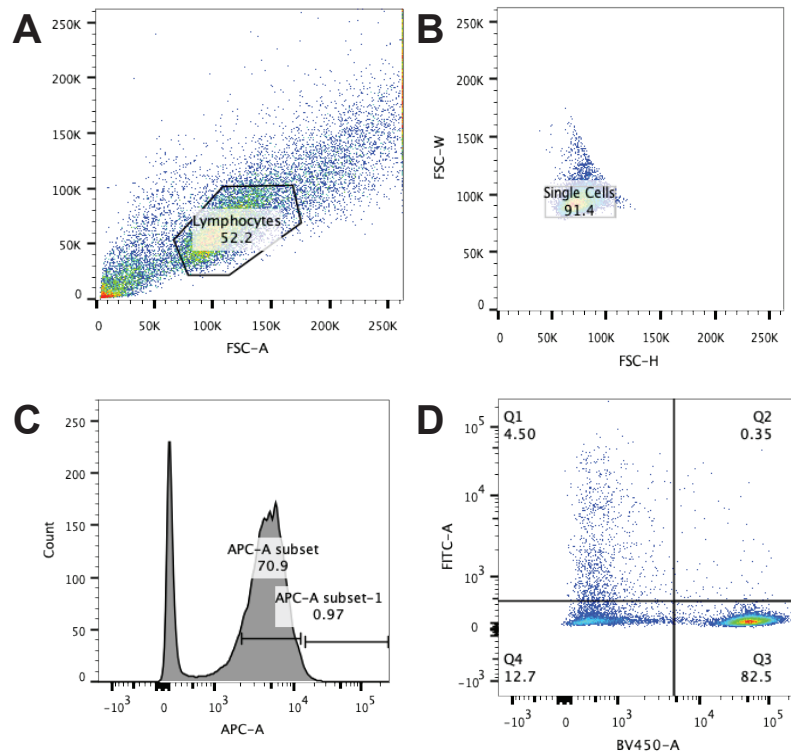 A
250K
200K
150K
100K
50K
0
Lymphocytes
52.2
0 50K 100K 150K 200K 250K
FSC-A
B
250K
200K
150K
100K
50K
0
FSC-W
Single Cells
91.4
0 50K 100K 150K 200K 250K
FSC-H
C
250
200
150
100
50
0
Count
APC-A subset
70.9
APC-A subset-1
0.97
-10³ 0 10³ 10⁴ 10⁵
APC-A
D
Q1
4.50
Q2
0.35
Q4
12.7
Q3
82.5
10⁵
10⁴
10³
0
-10³
FITC-A
-10³ 0 10³ 10⁴ 10⁵
BV450-A